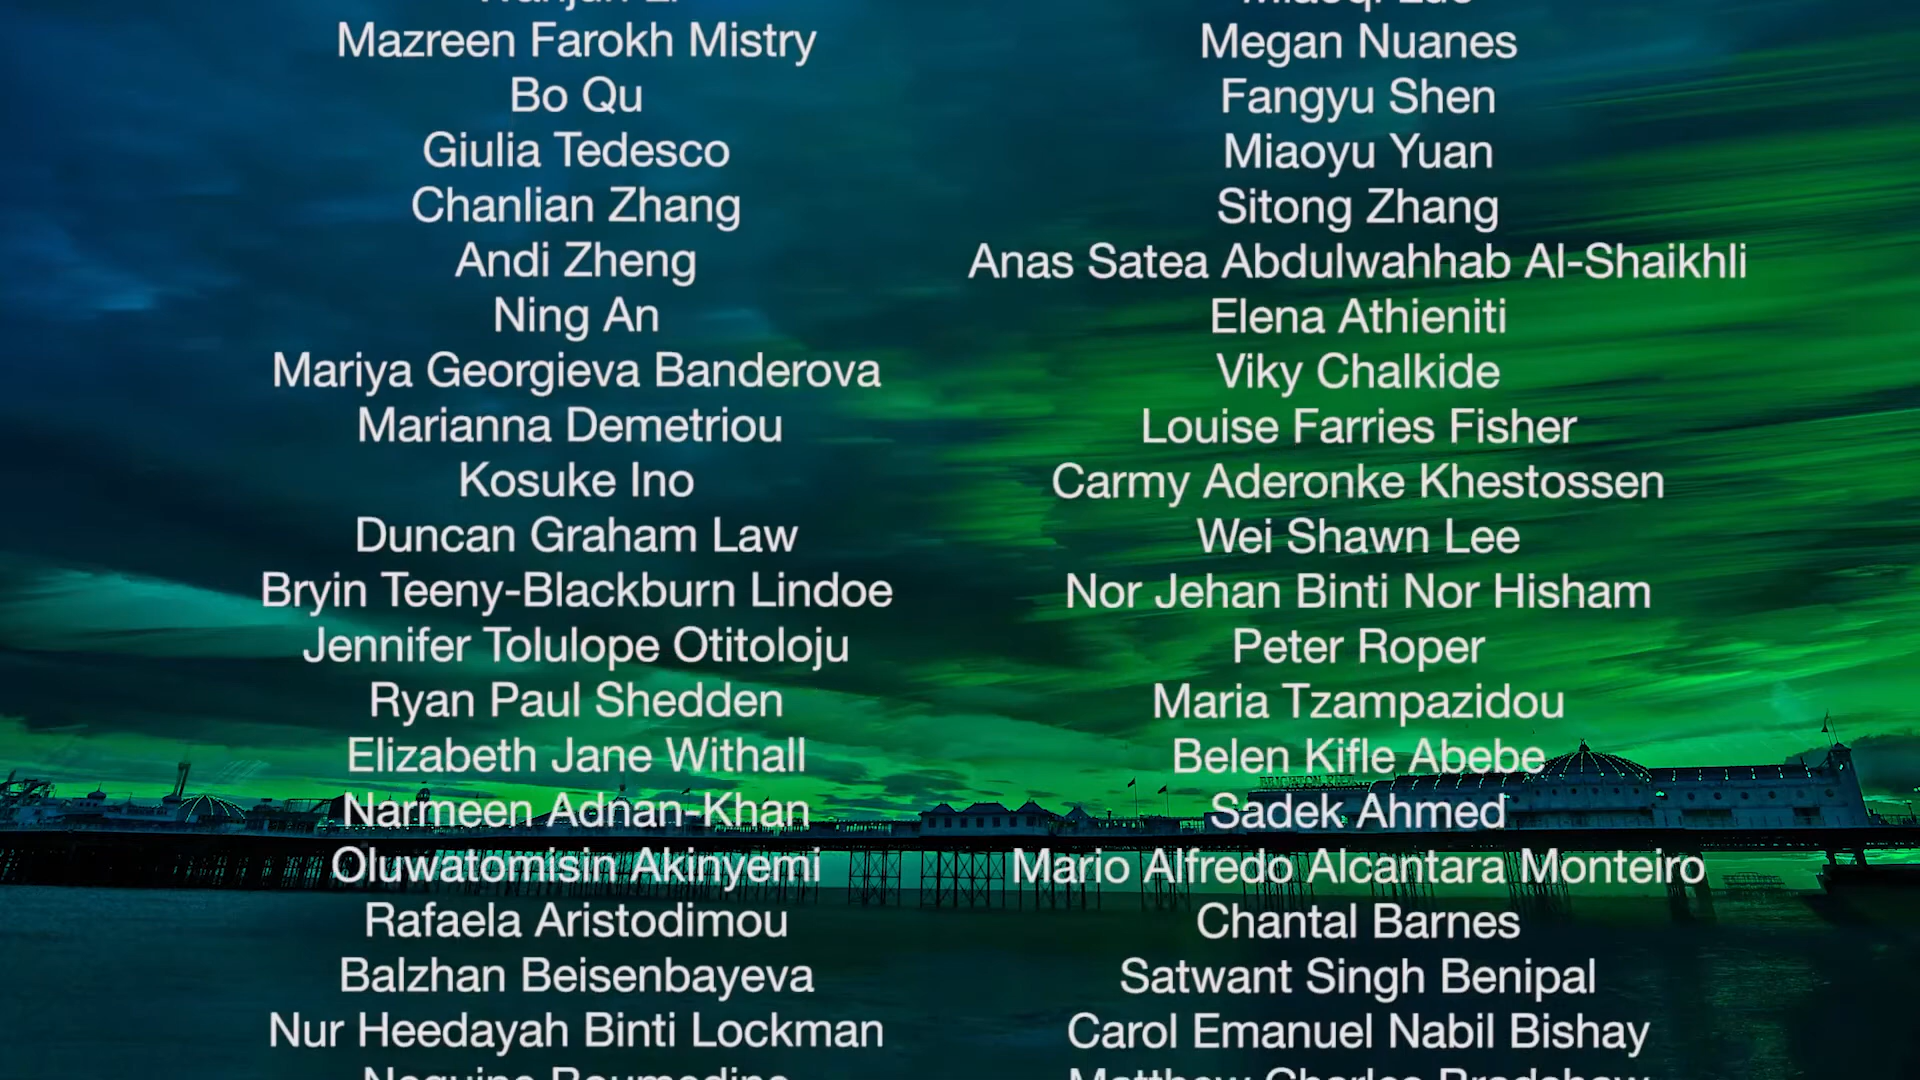 Mazreen Farokh Mistry
Bo Qu
Giulia Tedesco
Chanlian Zhang
Andi Zheng
Ning An
Mariya Georgieva Banderova
Marianna Demetriou
Kosuke Ino
Duncan Graham Law
Bryin Teeny-Blackburn Lindoe
Jennifer Tolulope Otitoloju
Ryan Paul Shedden
Elizabeth Jane Withall
Narmeen Adnan-Khan
Oluwatomisin Akinyemi
Rafaela Aristodimou
Balzhan Beisenbayeva
Nur Heedayah Binti Lockman
Megan Nuanes
Fangyu Shen
Miaoyu Yuan
Sitong Zhang
Anas Satea Abdulwahhab Al-Shaikhli
Elena Athieniti
Viky Chalkide
Louise Farries Fisher
Carmy Aderonke Khestossen
Wei Shawn Lee
Nor Jehan Binti Nor Hisham
Peter Roper
Maria Tzampazidou
Belen Kifle Abebe
Sadek Ahmed
Mario Alfredo Alcantara Monteiro
Chantal Barnes
Satwant Singh Benipal
Carol Emanuel Nabil Bishay
Matthew Charles Bradshaw